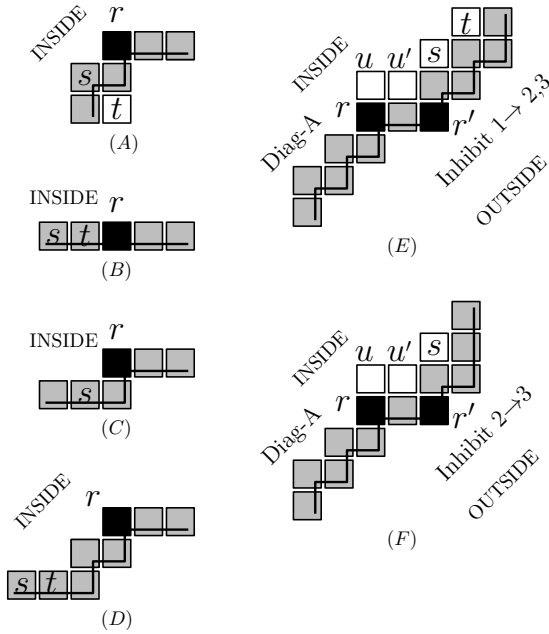 INSIDE
r
s
t
(A)
INSIDE
r
s t
(B)
INSIDE
r
s
(C)
INSIDE
r
s t
(D)
INSIDE
t
u u′ s
r
r′
Diag-A
Inhibit 1→ 2,3
OUTSIDE
(E)
INSIDE
u u′ s
r
r′
Diag-A
Inhibit 2→3
OUTSIDE
(F)